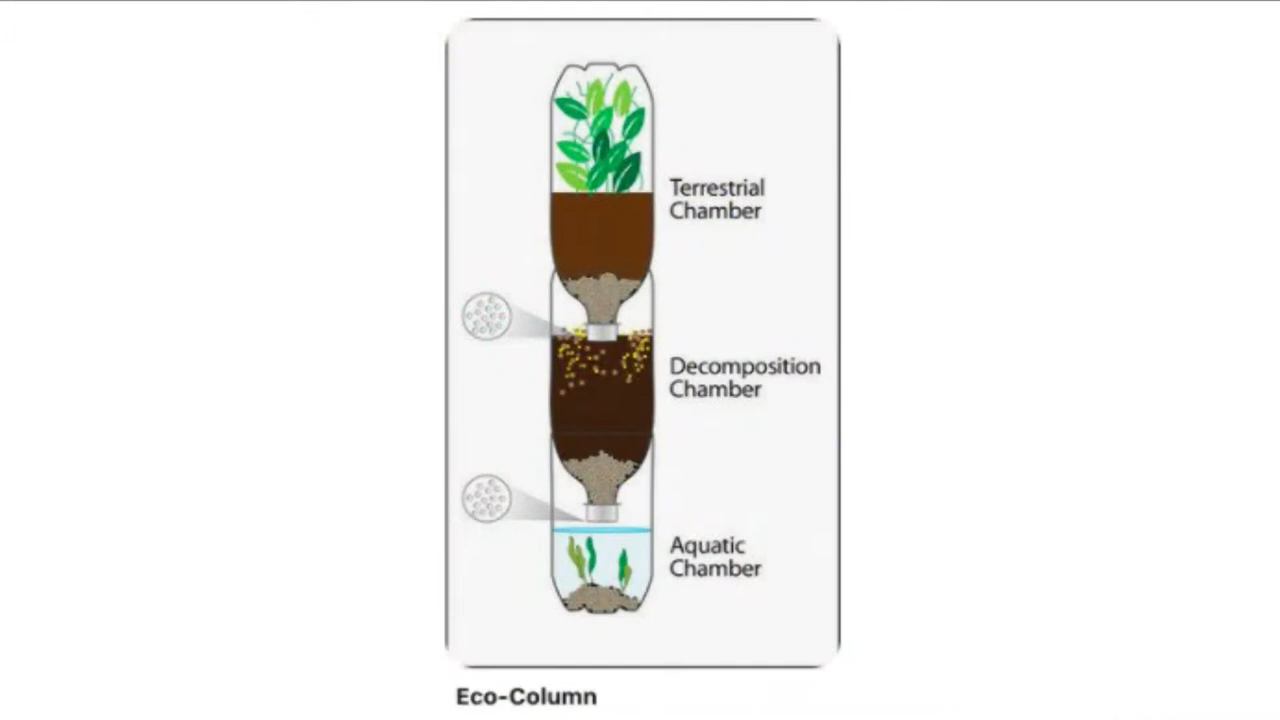 Terrestrial
Chamber
Decomposition
Chamber
Aquatic
Chamber
Eco-Column